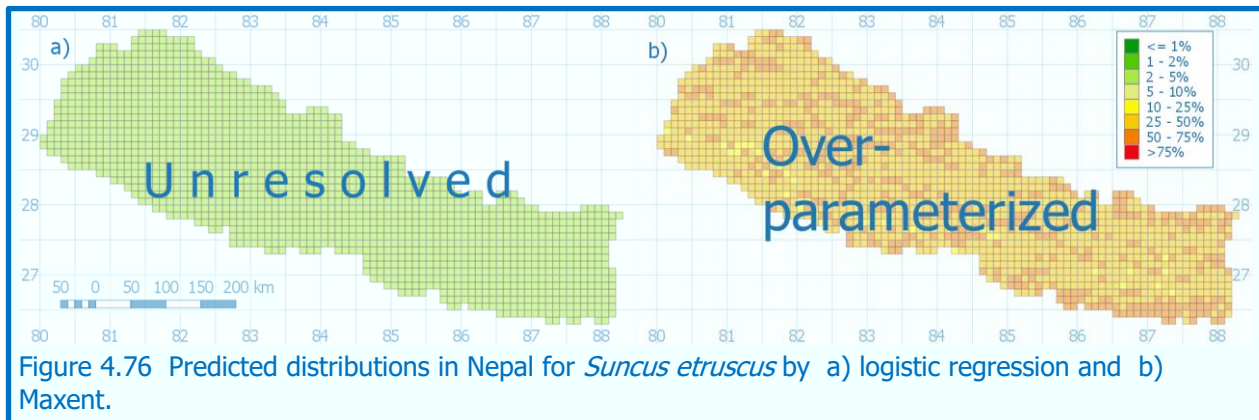 80 81 82 83 84 85 86 87 88
80 81 82 83 84 85 86 87 88
a)
b)
<= 1%
1 - 2%
2 - 5%
5 - 10%
10 - 25%
25 - 50%
50 - 75%
>75%
30
29
28
27
30
29
28
27
Unresolved
Over-
parameterized
50 0 50 100 150 200 km
80 81 82 83 84 85 86 87 88
80 81 82 83 84 85 86 87 88
Figure 4.76 Predicted distributions in Nepal for Suncus etruscus by a) logistic regression and b)
Maxent.